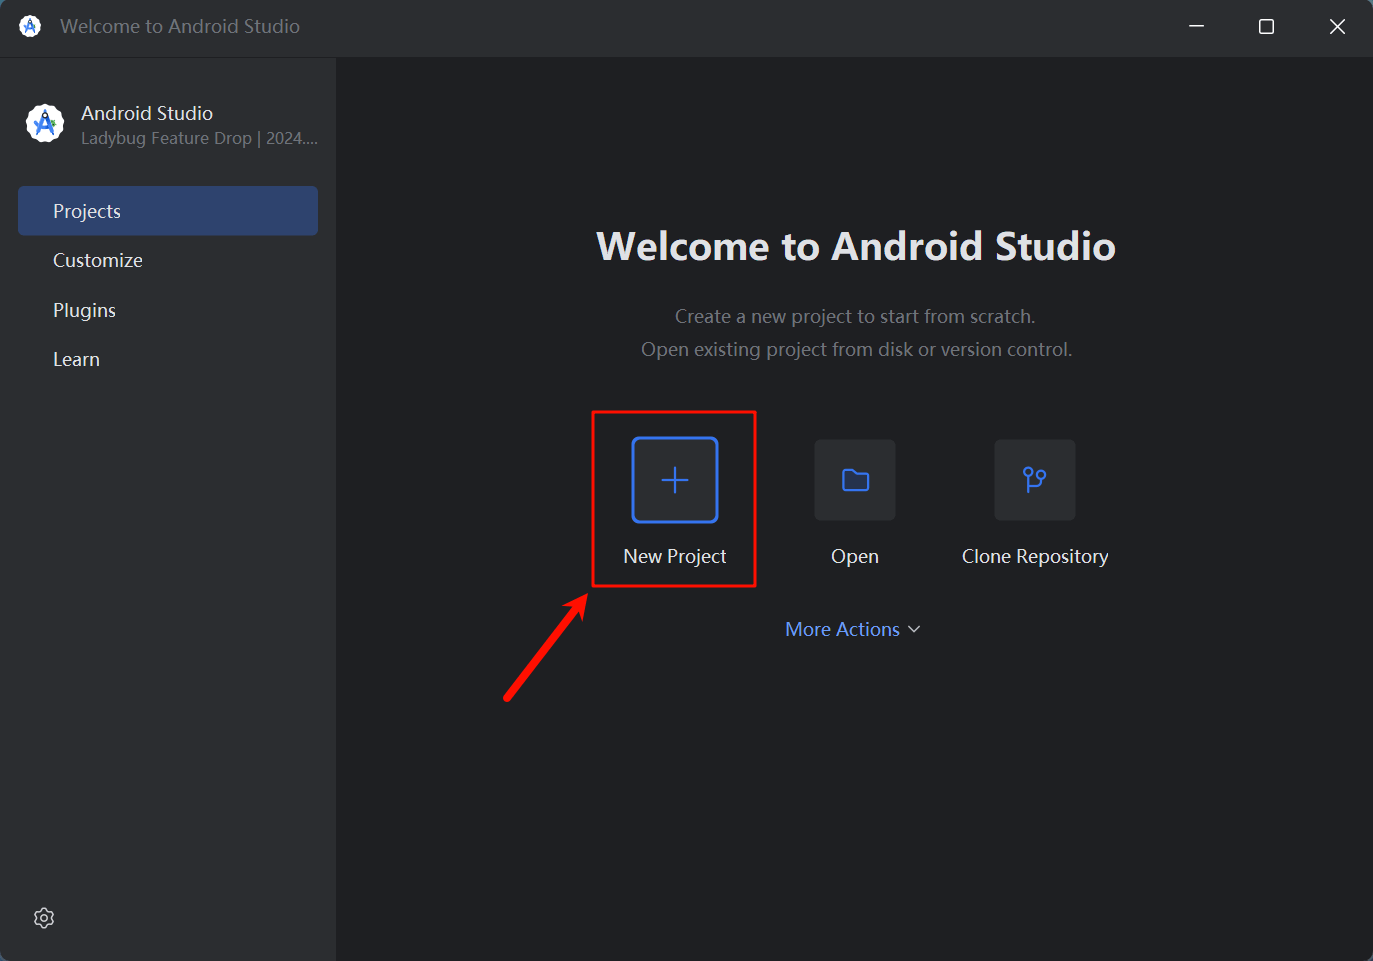 Welcome to Android Studio
Android Studio
Ladybug Feature Drop | 2024....
Projects
Customize
Plugins
Learn
Welcome to Android Studio
Create a new project to start from scratch.
Open existing project from disk or version control.
New Project
Open
Clone Repository
More Actions